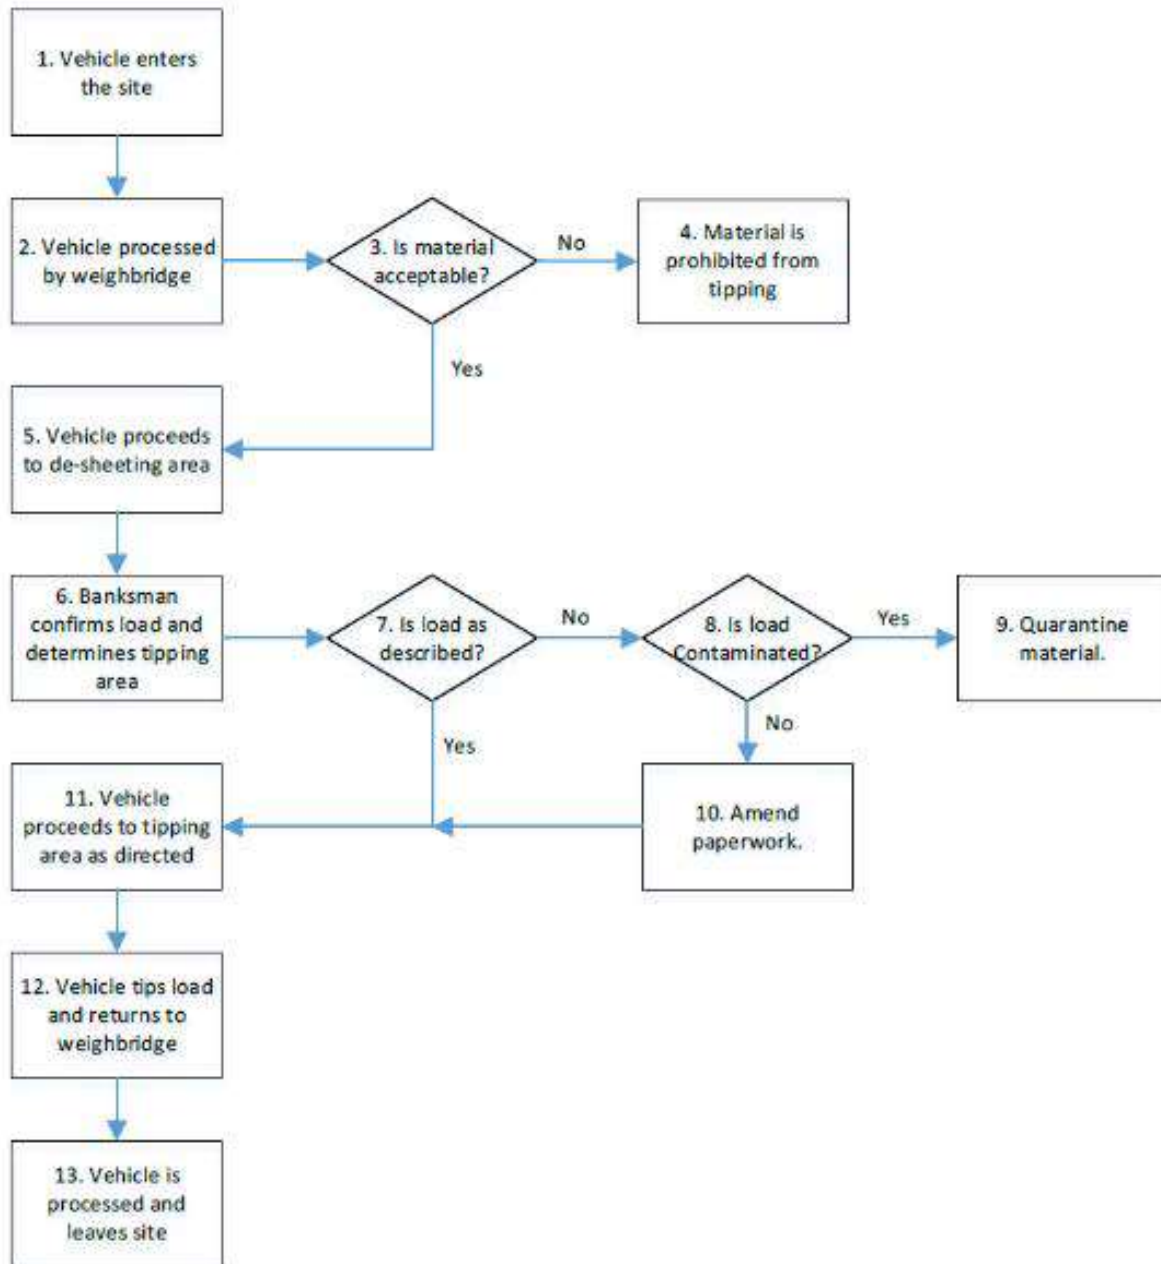 1. Vehicle enters
the site
2. Vehicle processed
by weighbridge
3. Is material
acceptable?
No
4. Material is
prohibited from
tipping
Yes
5. Vehicle proceeds
to de-sheeting area
6. Banksman
confirms load and
determines tipping
area
7. Is load as
described?
No
8. Is load
Contaminated?
Yes
9. Quarantine
material.
No
Yes
10. Amend
paperwork.
11. Vehicle
proceeds to tipping
area as directed
12. Vehicle tips load
and returns to
weighbridge
13. Vehicle is
processed and
leaves site